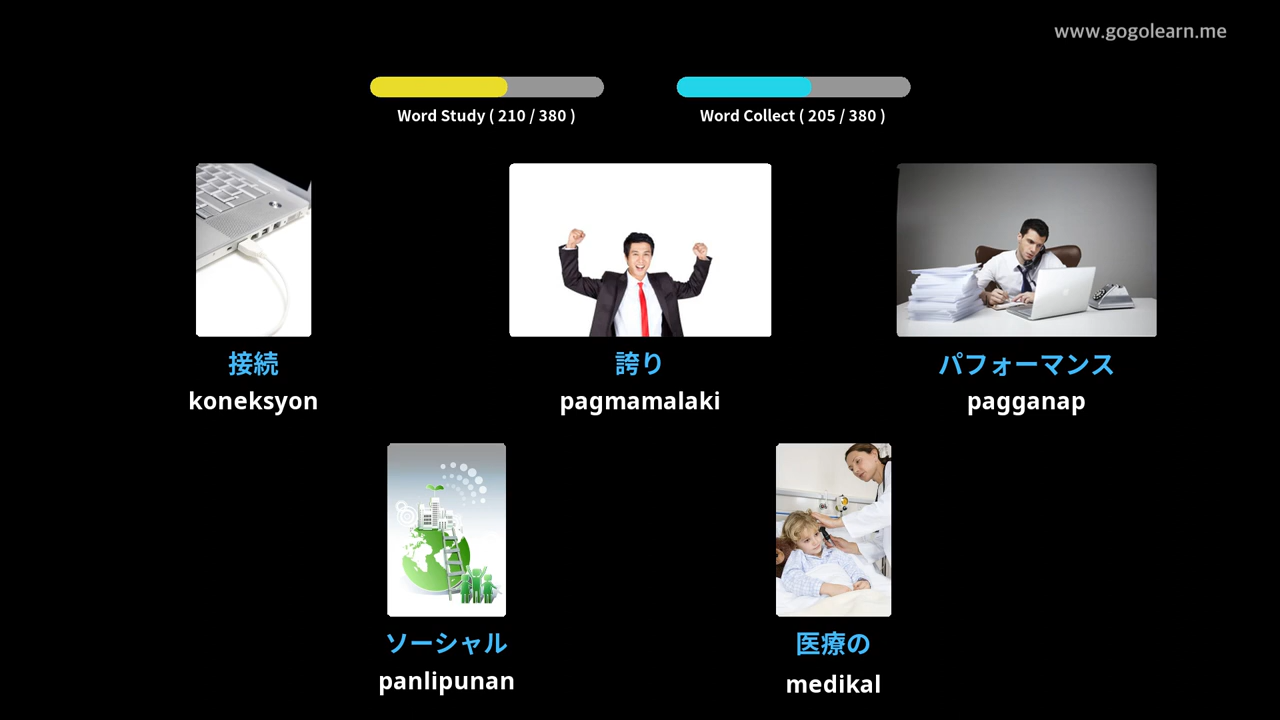 www.gogolearn.me
Word Study ( 210 / 380 )
Word Collect ( 205 / 380 )
接続
koneksyon
誇り
pagmamalaki
パフォーマンス
pagganap
ソーシャル
panlipunan
医療の
medikal